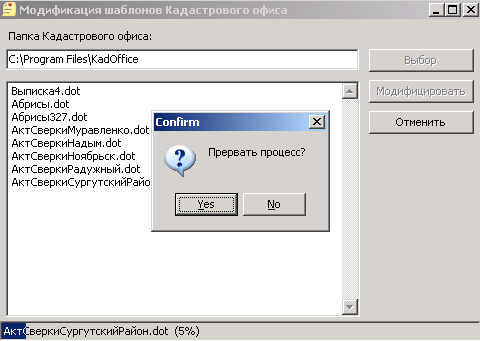 Модификация шаблонов Кадастрового офиса
Папка Кадастрового офиса:
C:\Program Files\KadOffice
Выбор
Модифицировать
Отменить
Выписка4.dot
Абрисы.dot
Абрисы327.dot
АктСверкиМуравленко.dot
АктСверкиНадым.dot
АктСверкиНоябрьск.dot
АктСверкиРадужный.dot
АктСверкиСургутскийРайо
Confirm
Прервать процесс?
Yes
No
АктСверкиСургутскийРайон.dot (5%)